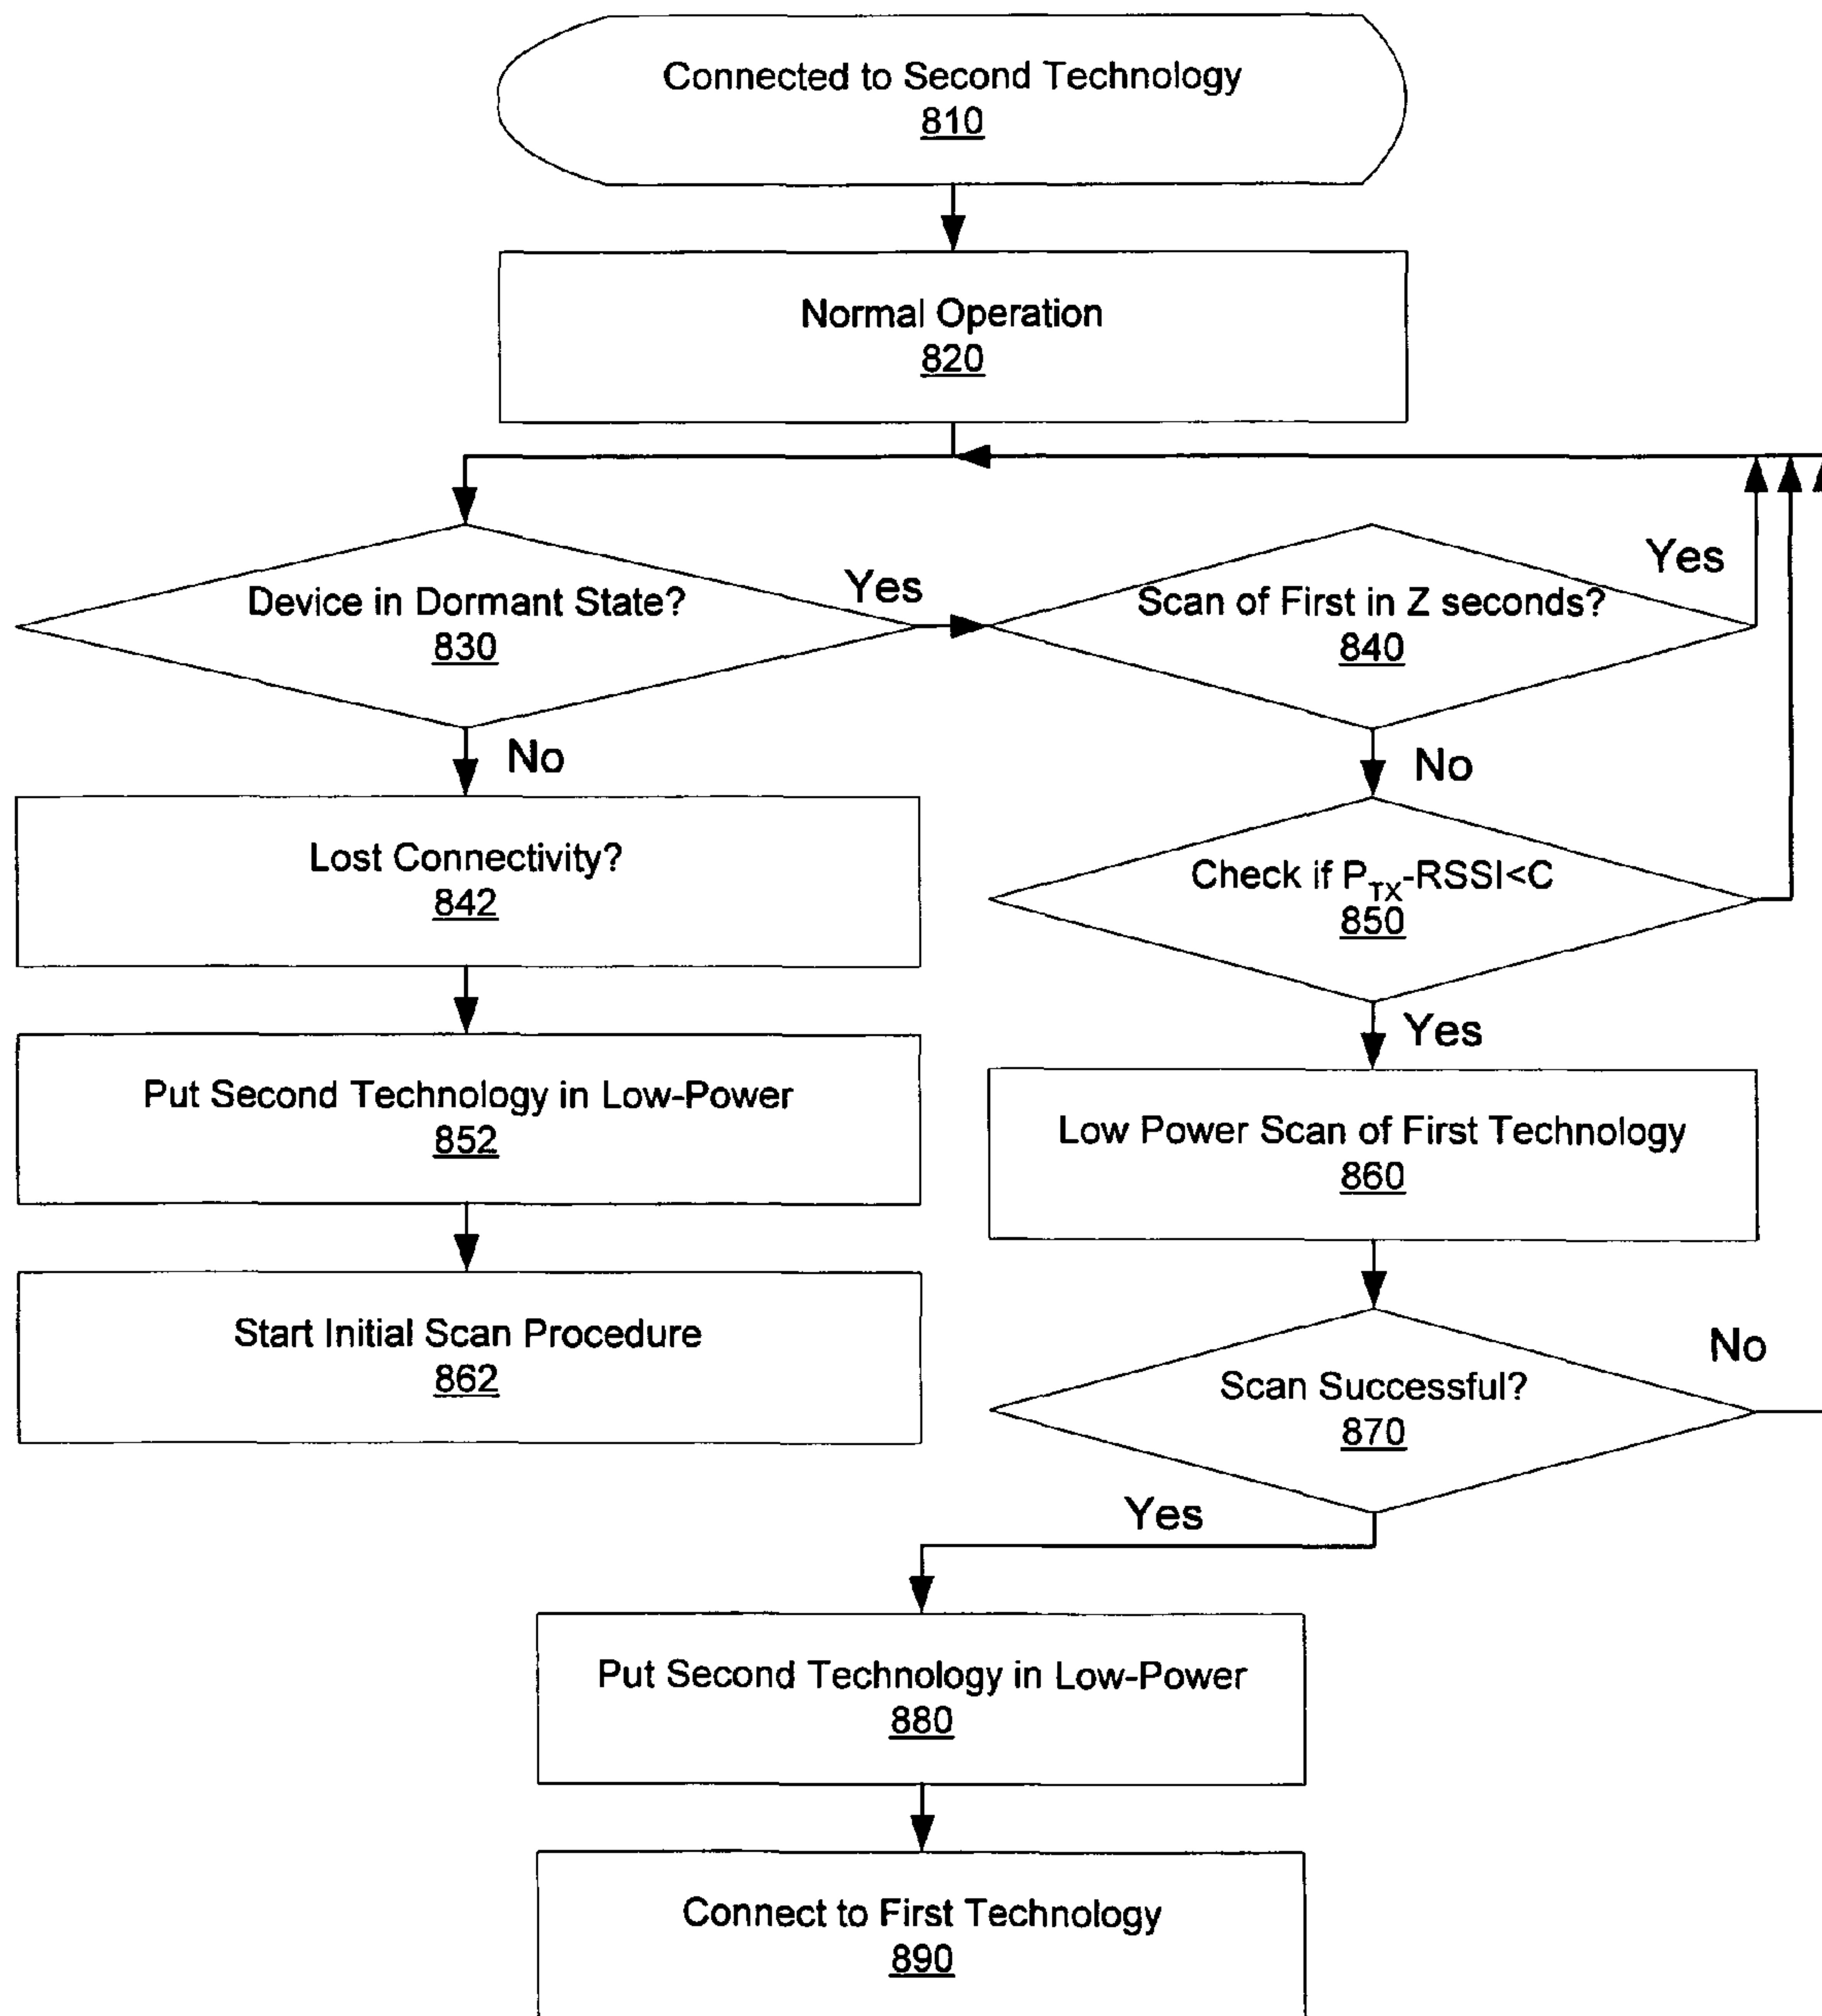 Connected to Second Technology
810
Normal Operation
820
Device in Dormant State?
830
Yes
Scan of First in Z seconds?
840
Yes
No
No
Lost Connectivity?
842
Check if P_TX-RSSI<C
850
Yes
Put Second Technology in Low-Power
852
Low Power Scan of First Technology
860
Start Initial Scan Procedure
862
Scan Successful?
870
No
Yes
Put Second Technology in Low-Power
880
Connect to First Technology
890